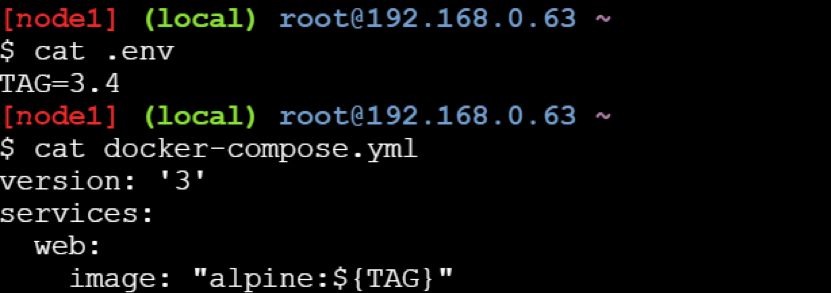 [node1] (local) root@192.168.0.63 ~
$ cat .env
TAG=3.4
[node1] (local) root@192.168.0.63 ~
$ cat docker-compose.yml
version: '3'
services:
  web:
    image: "alpine:${TAG}"